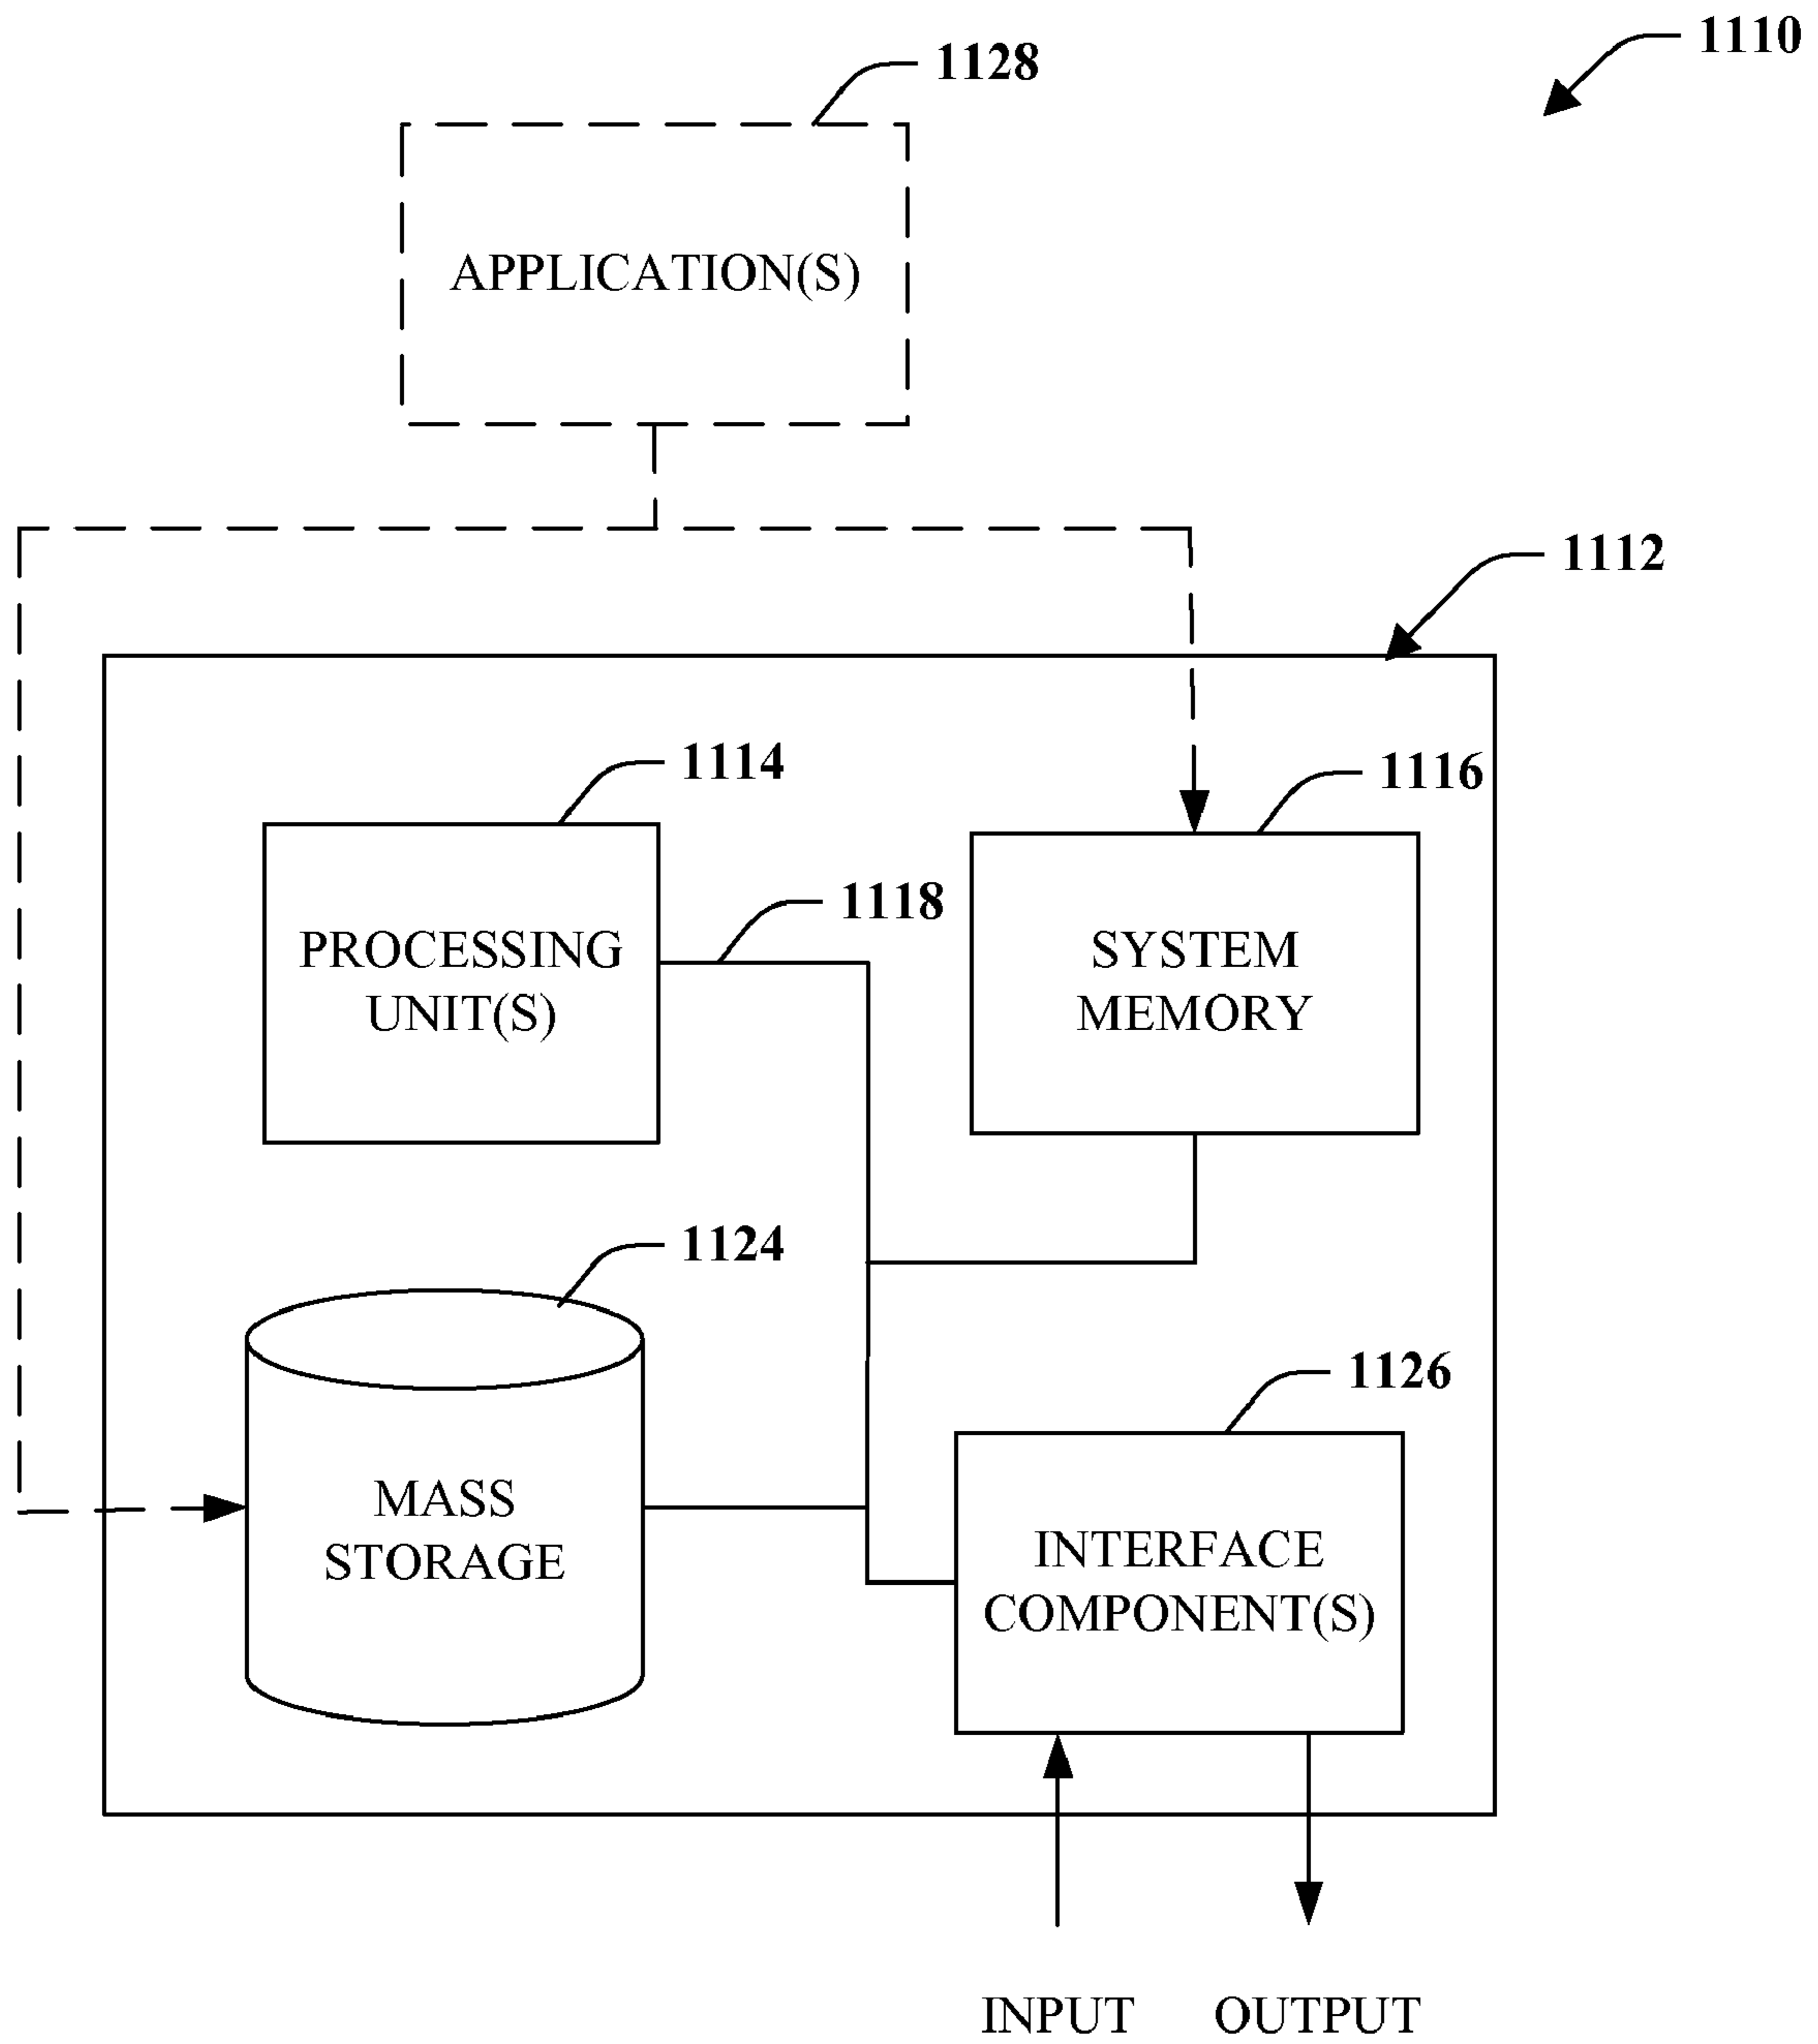 1110
1128
APPLICATION(S)
1112
1114
1116
1118
PROCESSING
UNIT(S)
SYSTEM
MEMORY
1124
1126
MASS
STORAGE
INTERFACE
COMPONENT(S)
INPUT
OUTPUT